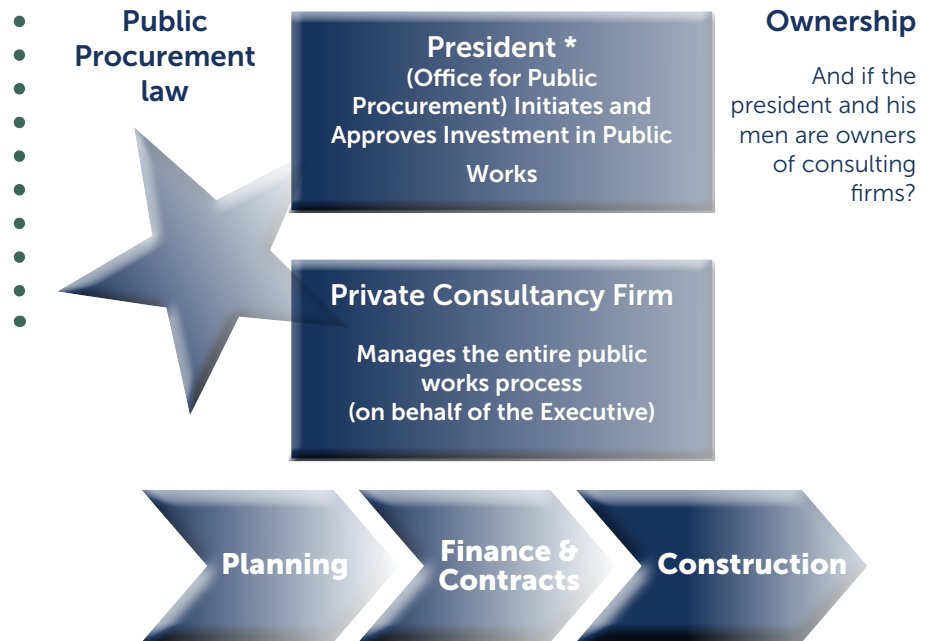 Public
Procurement
law
President *
(Office for Public
Procurement) Initiates and
Approves Investment in Public
Works
Ownership
And if the
president and his
men are owners
of consulting
firms?
Private Consultancy Firm
Manages the entire public
works process
(on behalf of the Executive)
Planning
Finance &
Contracts
Construction